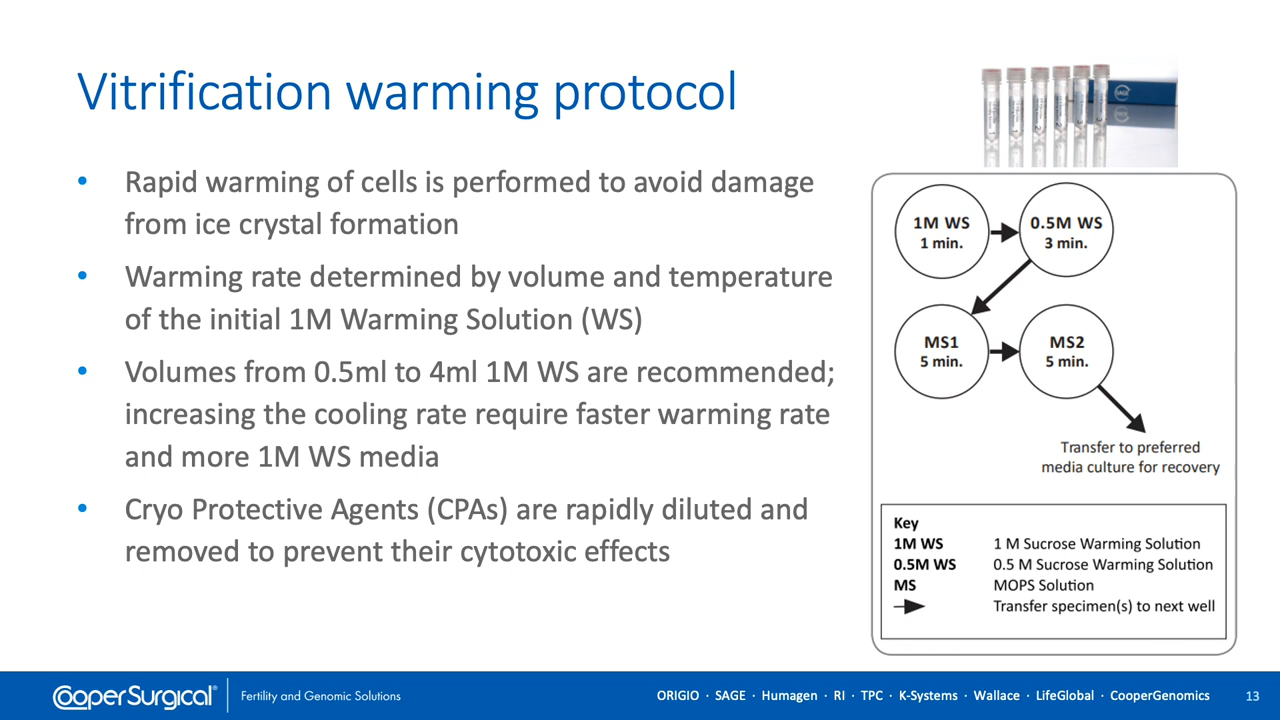 Vitrification warming protocol
• Rapid warming of cells is performed to avoid damage
from ice crystal formation
• Warming rate determined by volume and temperature
of the initial 1M Warming Solution (WS)
• Volumes from 0.5ml to 4ml 1M WS are recommended;
increasing the cooling rate require faster warming rate
and more 1M WS media
• Cryo Protective Agents (CPAs) are rapidly diluted and
removed to prevent their cytotoxic effects
SAGE
1M WS
1 min.
0.5M WS
3 min.
MS1
5 min.
MS2
5 min.
Transfer to preferred
media culture for recovery
Key
1M WS 1 M Sucrose Warming Solution
0.5M WS 0.5 M Sucrose Warming Solution
MS MOPS Solution
Transfer specimen(s) to next well
CooperSurgical® Fertility and Genomic Solutions
ORIGIO · SAGE · Humagen · RI · TPC · K-Systems · Wallace · LifeGlobal · CooperGenomics
13